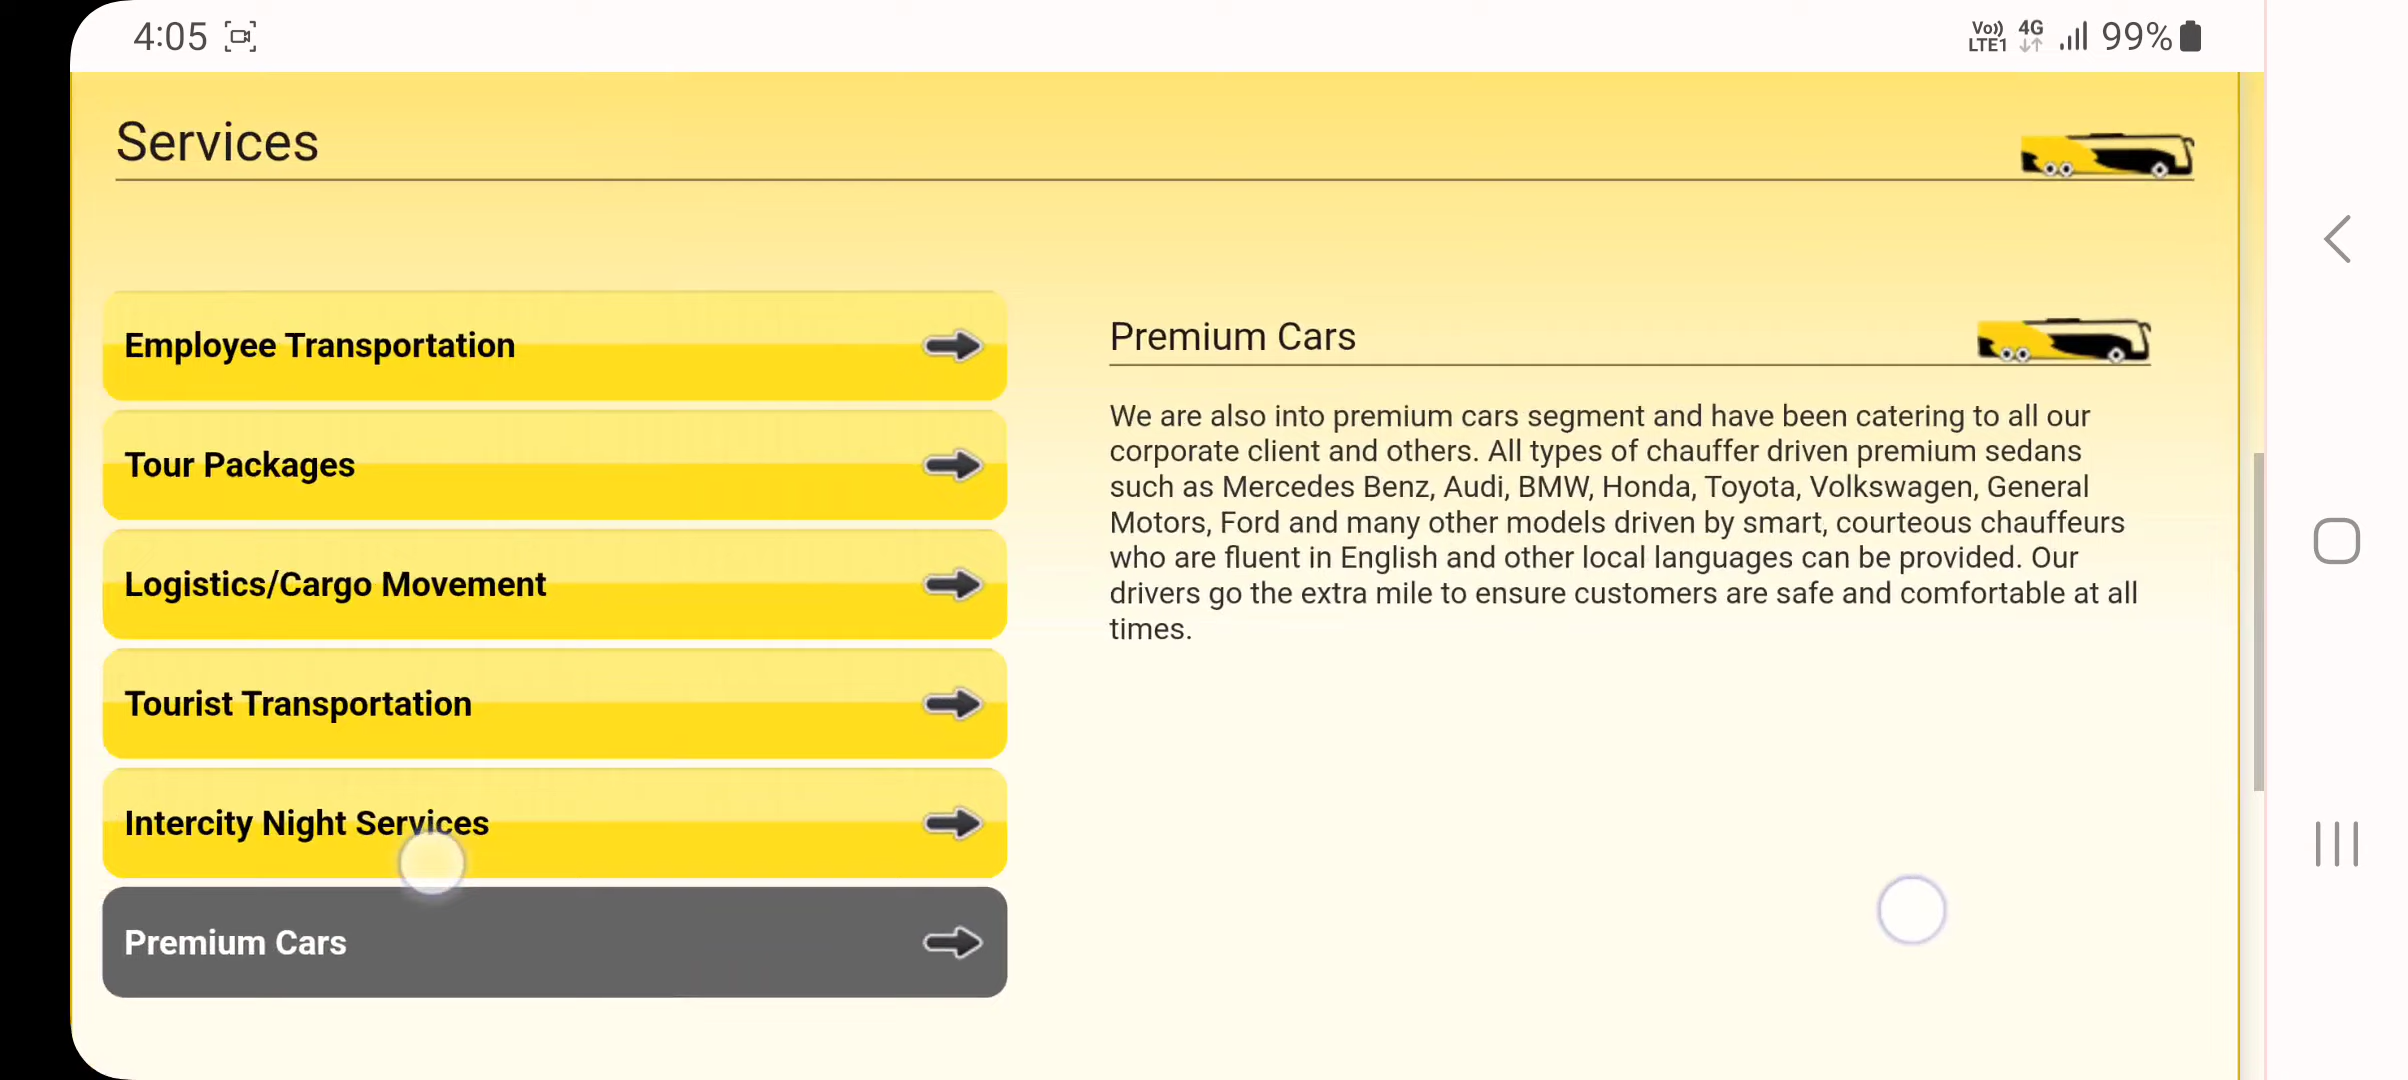 4:05
Vo)) LTE1 4G 99%
Services
Employee Transportation
Tour Packages
Logistics/Cargo Movement
Tourist Transportation
Intercity Night Services
Premium Cars
Premium Cars
We are also into premium cars segment and have been catering to all our
corporate client and others. All types of chauffer driven premium sedans
such as Mercedes Benz, Audi, BMW, Honda, Toyota, Volkswagen, General
Motors, Ford and many other models driven by smart, courteous chauffeurs
who are fluent in English and other local languages can be provided. Our
drivers go the extra mile to ensure customers are safe and comfortable at all
times.